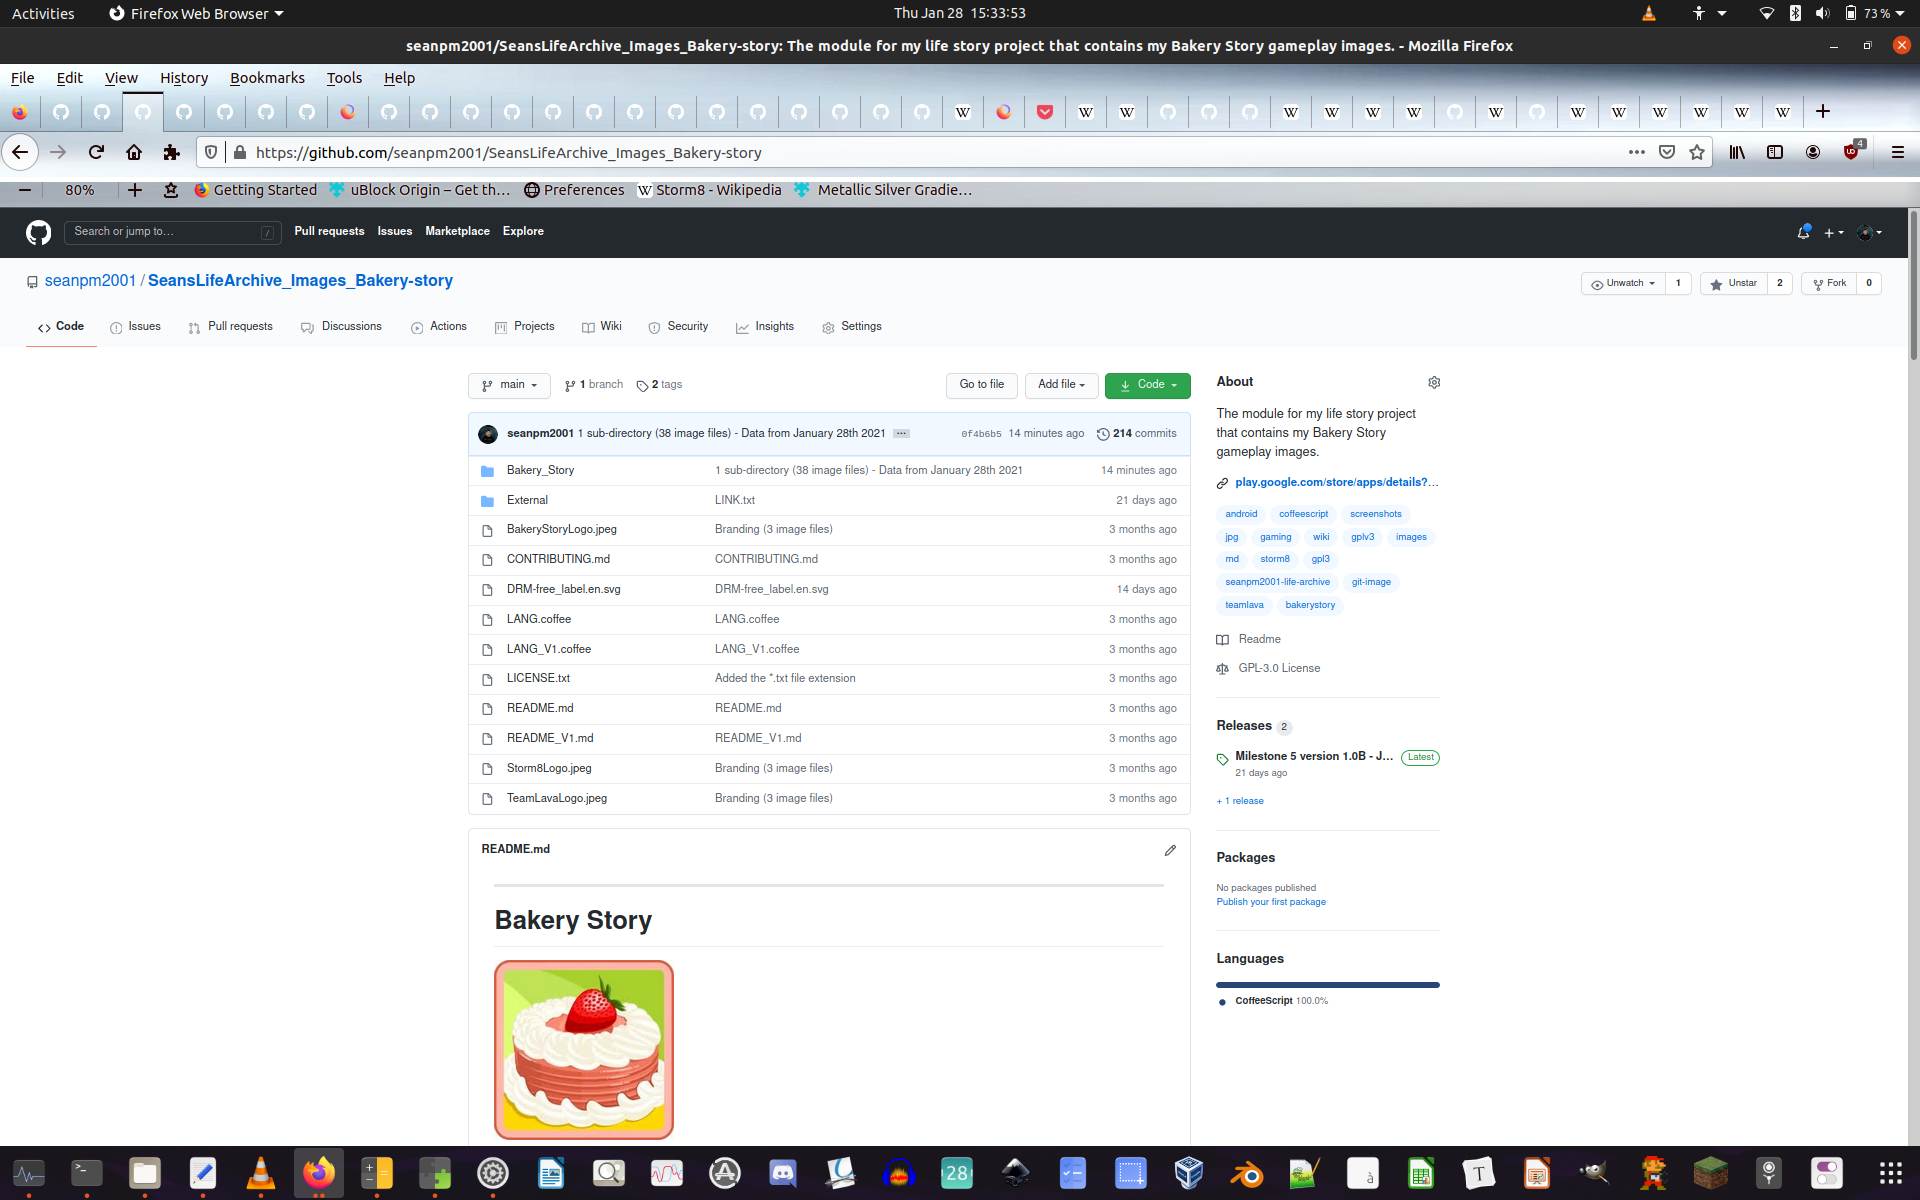 Activities Firefox Web Browser Thu Jan 28 15:33:53 73 %
seanpm2001/SeansLifeArchive_Images_Bakery-story: The module for my life story project that contains my Bakery Story gameplay images. - Mozilla Firefox
File Edit View History Bookmarks Tools Help
https://github.com/seanpm2001/SeansLifeArchive_Images_Bakery-story 4
80% Getting Started uBlock Origin – Get th… Preferences Storm8 - Wikipedia Metallic Silver Gradie…
Search or jump to… / Pull requests Issues Marketplace Explore
seanpm2001 / SeansLifeArchive_Images_Bakery-story Unwatch 1 Unstar 2 Fork 0
Code Issues Pull requests Discussions Actions Projects Wiki Security Insights Settings
main 1 branch 2 tags Go to file Add file Code
seanpm2001 1 sub-directory (38 image files) - Data from January 28th 2021 ... 0f4b6b5 14 minutes ago 214 commits
Bakery_Story 1 sub-directory (38 image files) - Data from January 28th 2021 14 minutes ago
External LINK.txt 21 days ago
BakeryStoryLogo.jpeg Branding (3 image files) 3 months ago
CONTRIBUTING.md CONTRIBUTING.md 3 months ago
DRM-free_label.en.svg DRM-free_label.en.svg 14 days ago
LANG.coffee LANG.coffee 3 months ago
LANG_V1.coffee LANG_V1.coffee 3 months ago
LICENSE.txt Added the *.txt file extension 3 months ago
README.md README.md 3 months ago
README_V1.md README_V1.md 3 months ago
Storm8Logo.jpeg Branding (3 image files) 3 months ago
TeamLavaLogo.jpeg Branding (3 image files) 3 months ago
README.md
Bakery Story
About
The module for my life story project
that contains my Bakery Story
gameplay images.
play.google.com/store/apps/details?…
android coffeescript screenshots
jpg gaming wiki gplv3 images
md storm8 gpl3
seanpm2001-life-archive git-image
teamlava bakerystory
Readme
GPL-3.0 License
Releases 2
Milestone 5 version 1.0B - J… Latest
21 days ago
+ 1 release
Packages
No packages published
Publish your first package
Languages
CoffeeScript 100.0%
28